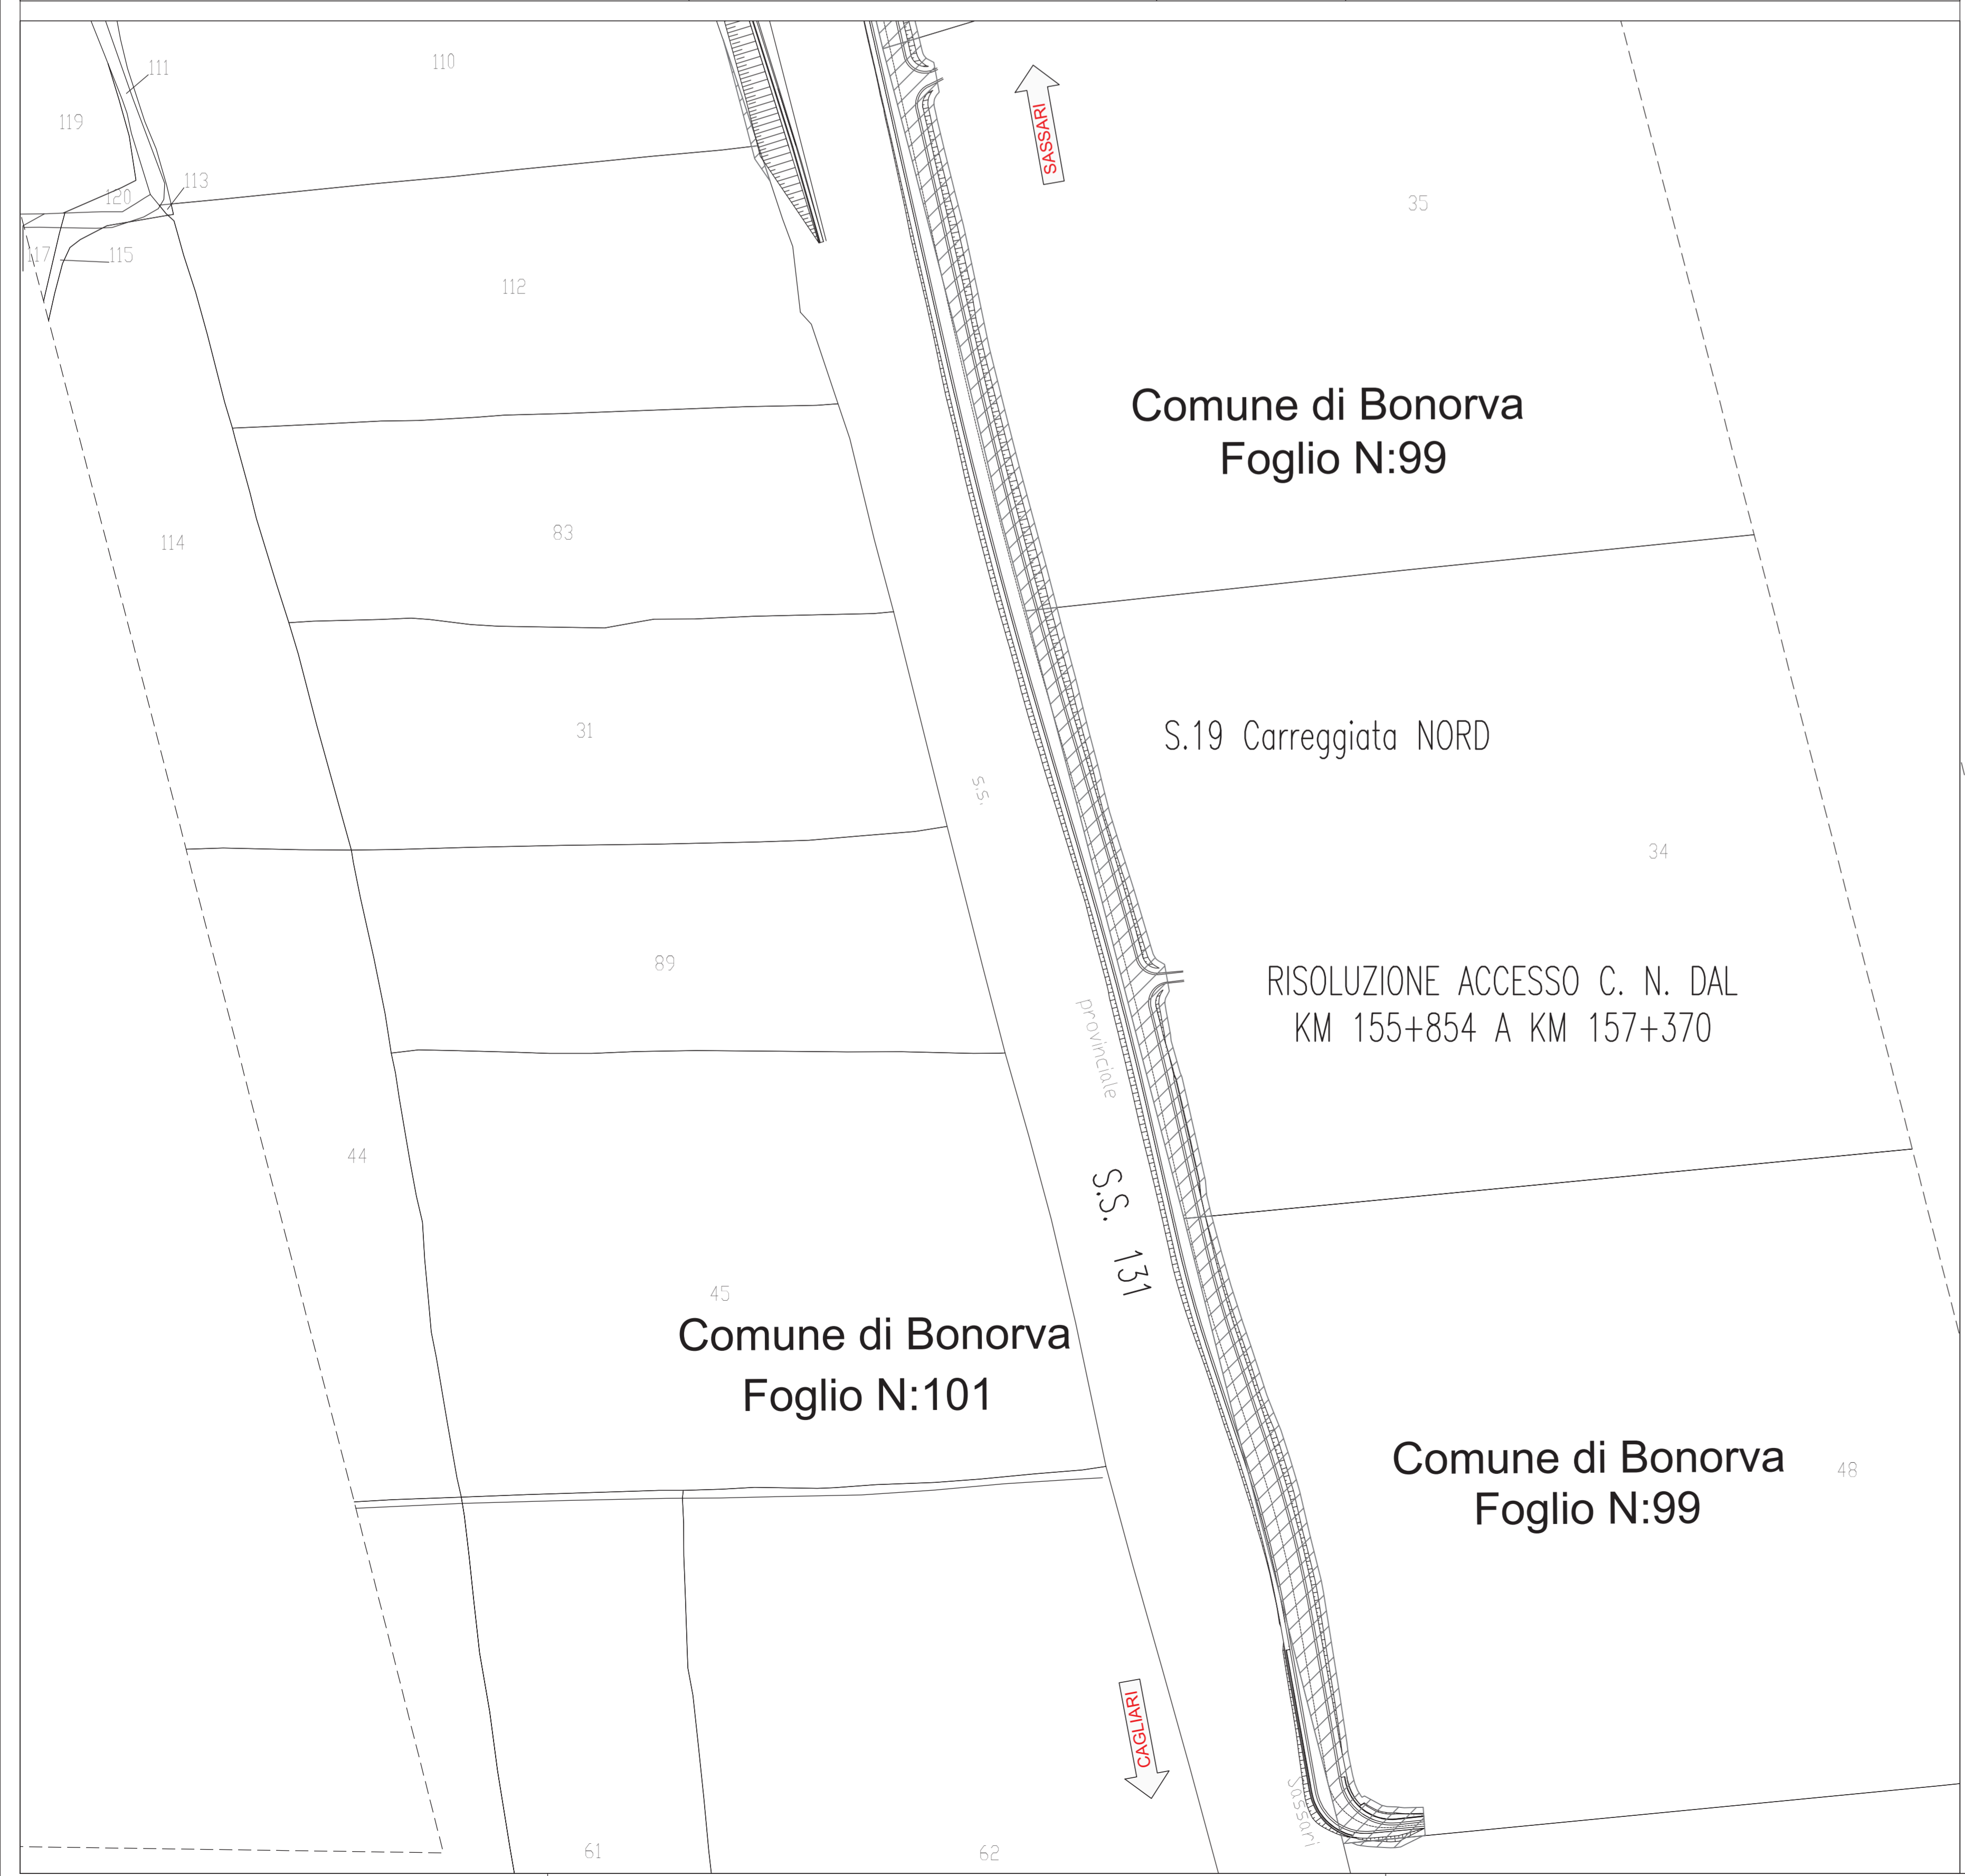 111
110
119
SASSARI
113
120
35
117
115
112
Comune di Bonorva
Foglio N:99
83
114
31
S.19 Carreggiata NORD
S.S.
34
89
RISOLUZIONE ACCESSO C. N. DAL
KM 155+854 A KM 157+370
provinciale
44
S.S. 131
45
Comune di Bonorva
Foglio N:101
Comune di Bonorva
Foglio N:99
48
CAGLIARI
Sassari
61
62